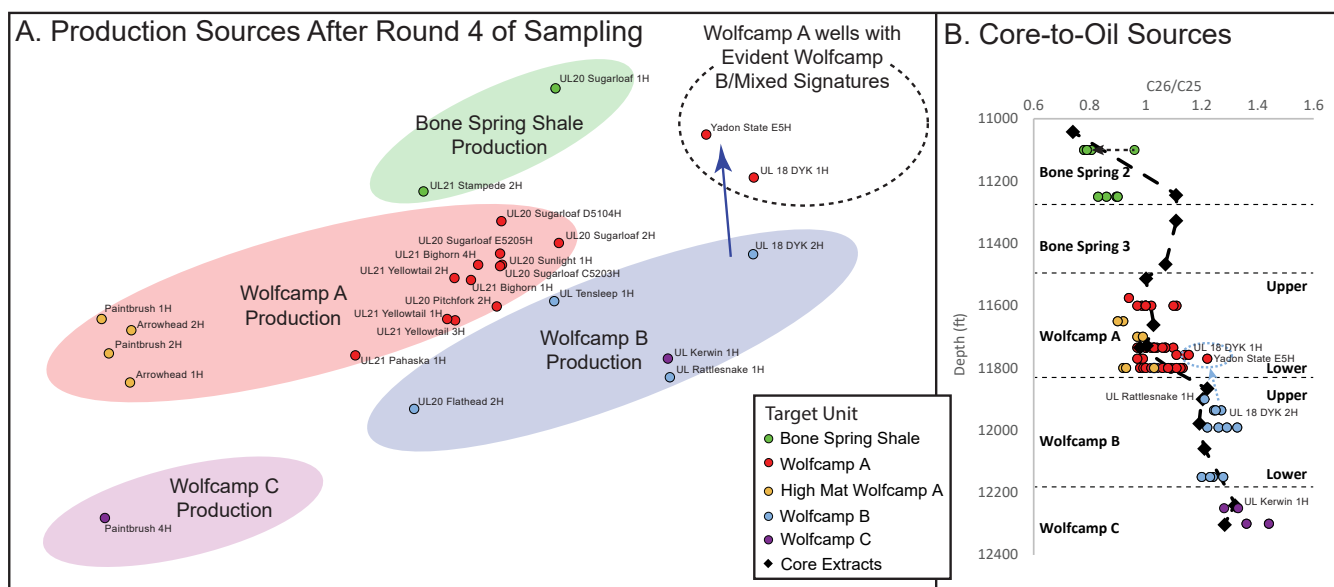 A. Production Sources After Round 4 of Sampling
Wolfcamp A wells with
Evident Wolfcamp
B/Mixed Signatures
UL20 Sugarloaf 1H
Bone Spring Shale
Production
Yadon State E5H
UL 18 DYK 1H
UL21 Stampede 2H
UL20 Sugarloaf D5104H
UL20 Sugarloaf E5205H
UL20 Sugarloaf 2H
UL21 Bighorn 4H
UL20 Sunlight 1H
UL21 Yellowtail 2H
UL20 Sugarloaf C5203H
UL21 Bighorn 1H
UL 18 DYK 2H
Wolfcamp A
Production
UL20 Pitchfork 2H
UL Tensleep 1H
Paintbrush 1H
Arrowhead 2H
UL21 Yellowtail 1H
UL21 Yellowtail 3H
Paintbrush 2H
UL21 Pahaska 1H
Arrowhead 1H
Wolfcamp B
Production
UL Kerwin 1H
UL Rattlesnake 1H
UL20 Flathead 2H
Wolfcamp C
Production
Paintbrush 4H
Target Unit
Bone Spring Shale
Wolfcamp A
High Mat Wolfcamp A
Wolfcamp B
Wolfcamp C
Core Extracts
B. Core-to-Oil Sources
C26/C25
0.6 0.8 1 1.2 1.4 1.6
Depth (ft)
11000
11200
11400
11600
11800
12000
12200
12400
Bone Spring 2
Bone Spring 3
Upper
Wolfcamp A
UL 18 DYK 1H
Yadon State E5H
Lower
Upper
UL Rattlesnake 1H
UL 18 DYK 2H
Wolfcamp B
Lower
UL Kerwin 1H
Wolfcamp C